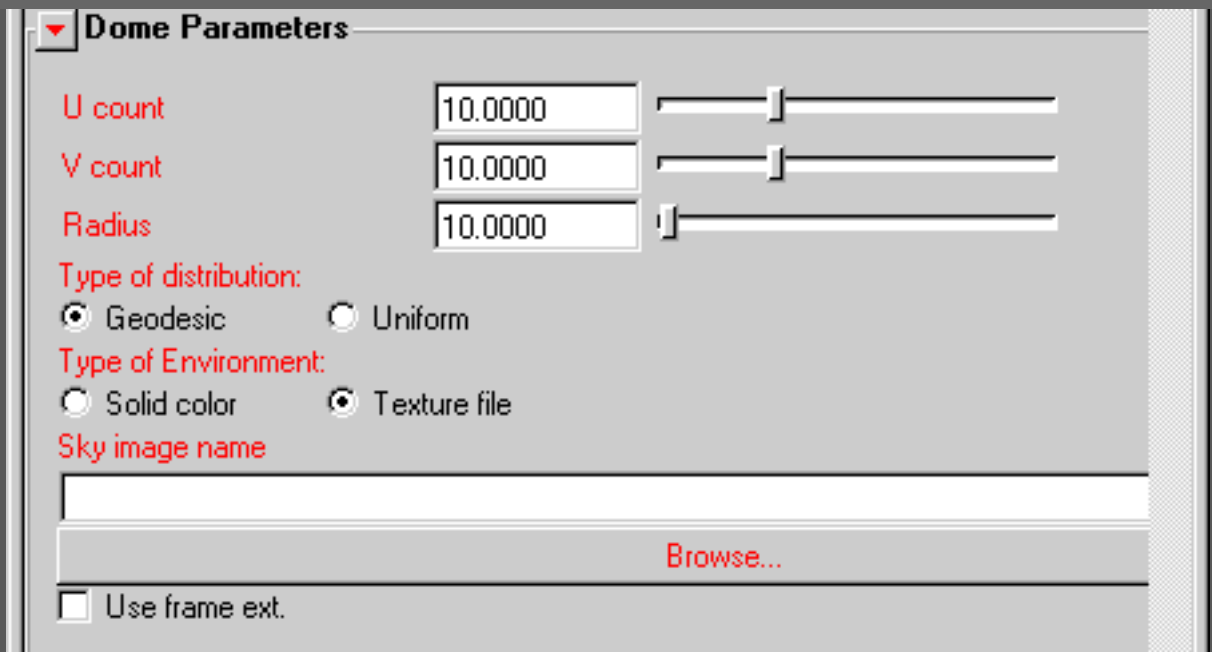 Dome Parameters
U count 10.0000
V count 10.0000
Radius 10.0000
Type of distribution:
Geodesic Uniform
Type of Environment:
Solid color Texture file
Sky image name
Browse...
Use frame ext.